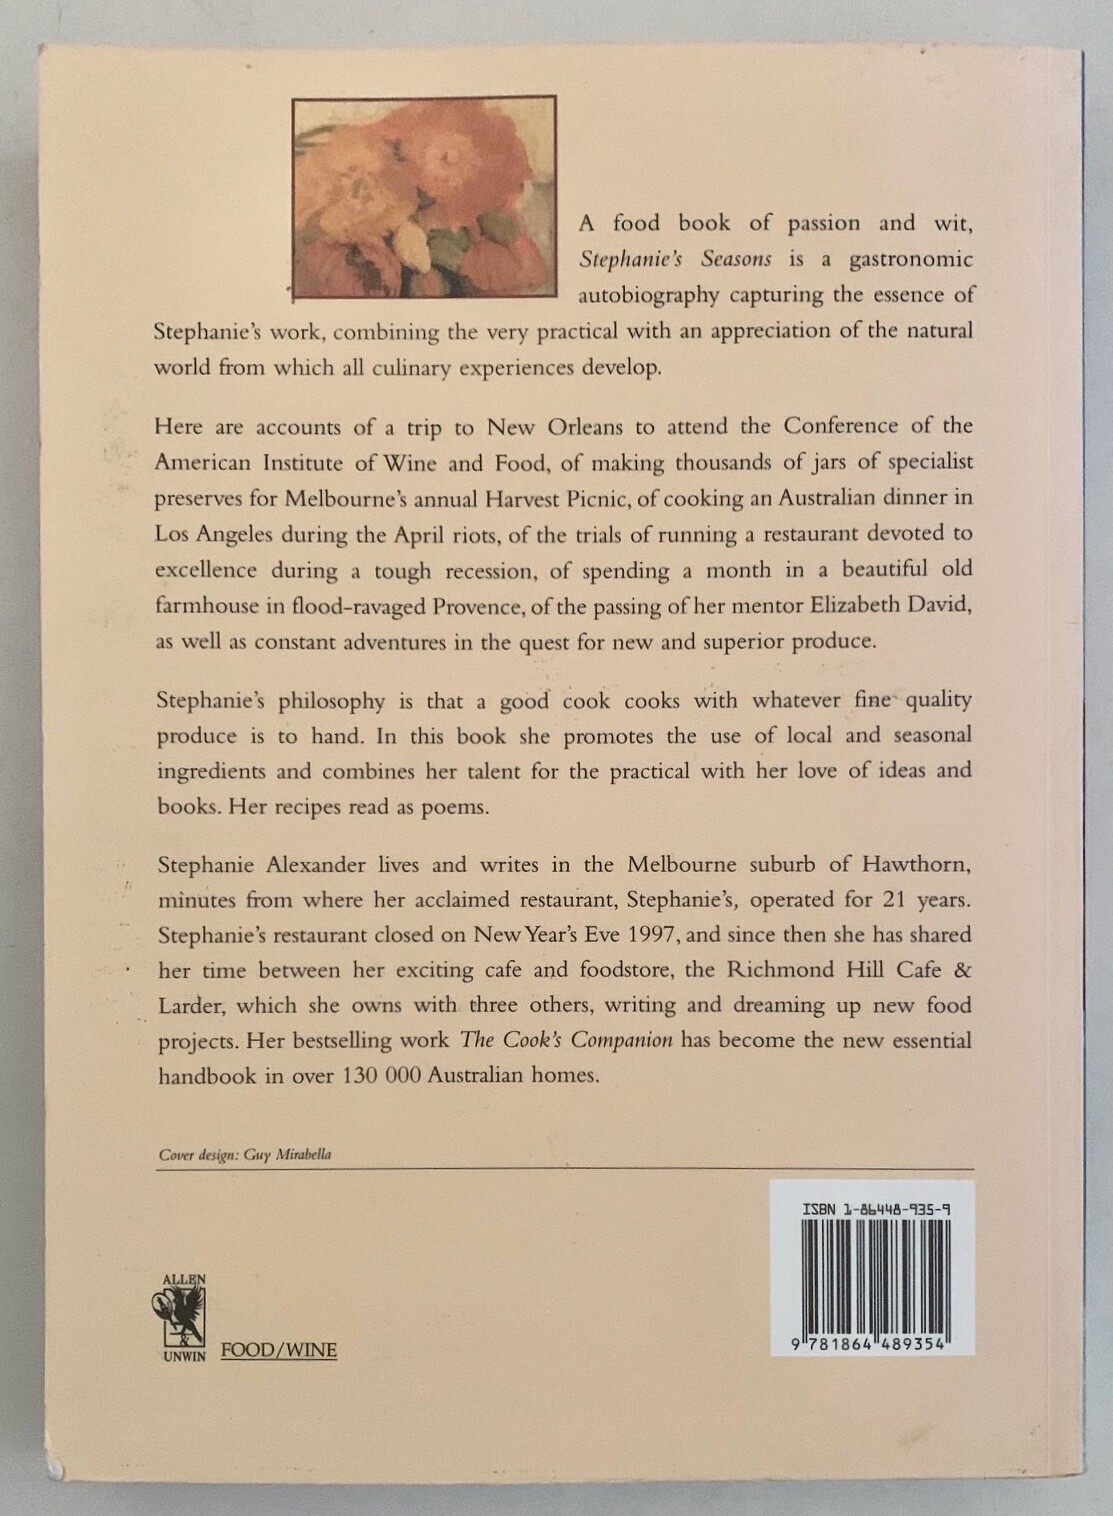 A food book of passion and wit,
Stephanie's Seasons is a gastronomic
autobiography capturing the essence of
Stephanie's work, combining the very practical with an appreciation of the natural
world from which all culinary experiences develop.
Here are accounts of a trip to New Orleans to attend the Conference of the
American Institute of Wine and Food, of making thousands of jars of specialist
preserves for Melbourne's annual Harvest Picnic, of cooking an Australian dinner in
Los Angeles during the April riots, of the trials of running a restaurant devoted to
excellence during a tough recession, of spending a month in a beautiful old
farmhouse in flood-ravaged Provence, of the passing of her mentor Elizabeth David,
as well as constant adventures in the quest for new and superior produce.
Stephanie's philosophy is that a good cook cooks with whatever fine quality
produce is to hand. In this book she promotes the use of local and seasonal
ingredients and combines her talent for the practical with her love of ideas and
books. Her recipes read as poems.
Stephanie Alexander lives and writes in the Melbourne suburb of Hawthorn,
minutes from where her acclaimed restaurant, Stephanie's, operated for 21 years.
Stephanie's restaurant closed on New Year's Eve 1997, and since then she has shared
her time between her exciting cafe and foodstore, the Richmond Hill Cafe &
Larder, which she owns with three others, writing and dreaming up new food
projects. Her bestselling work The Cook's Companion has become the new essential
handbook in over 130 000 Australian homes.
Cover design: Guy Mirabella
ISBN 1-86448-935-9
9 781864 489354
ALLEN
&
UNWIN
FOOD/WINE